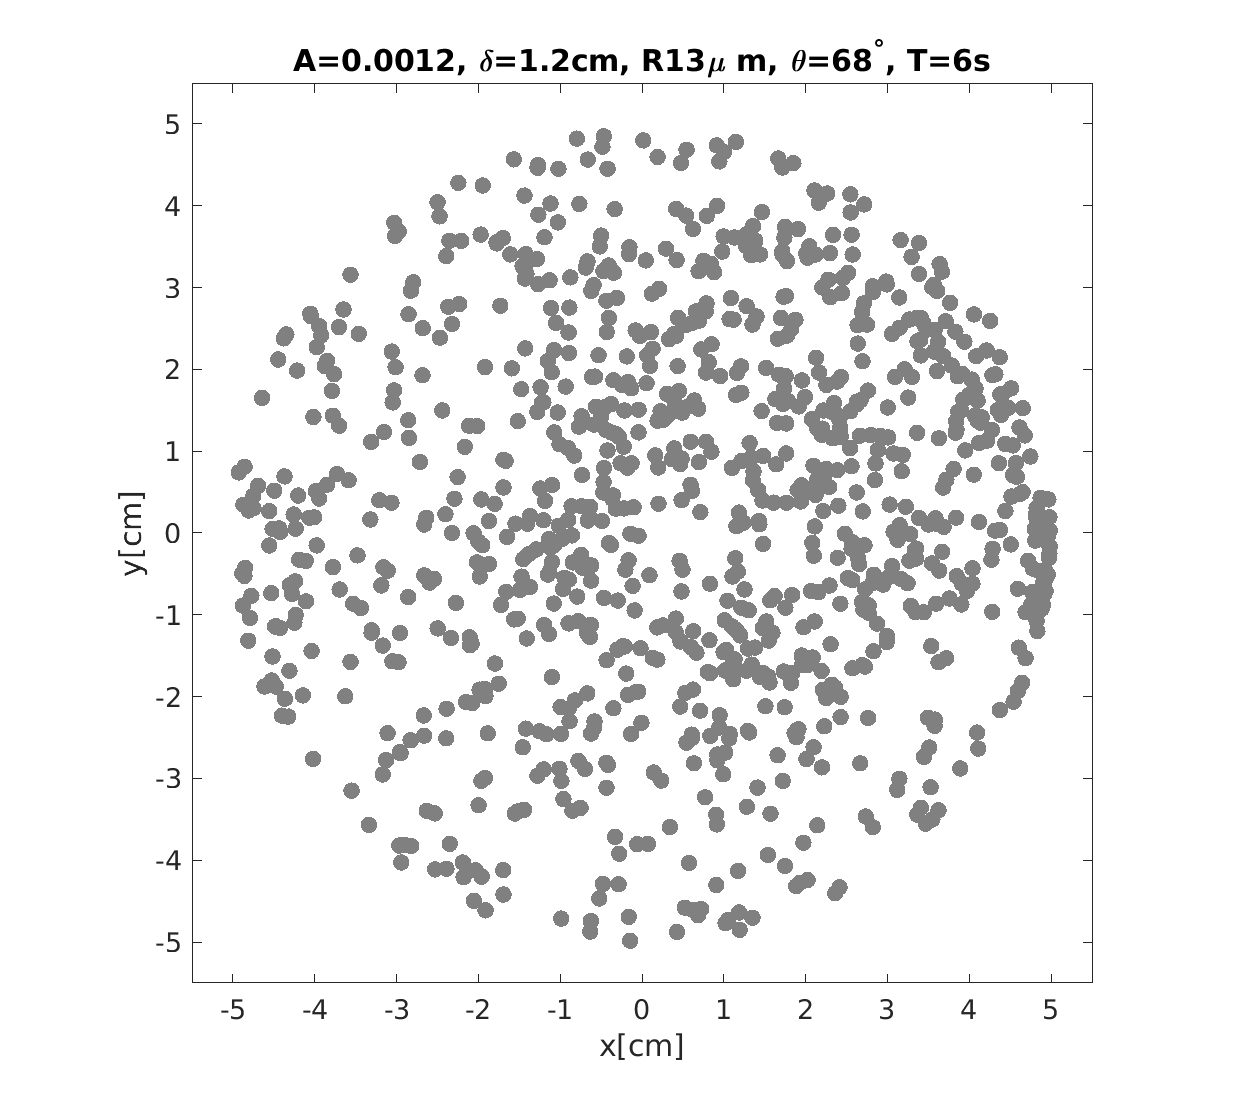 A=0.0012, δ=1.2cm, R13μ m, θ=68°, T=6s
5
4
3
2
1
0
-1
-2
-3
-4
-5
y[cm]
-5 -4 -3 -2 -1 0 1 2 3 4 5
x[cm]